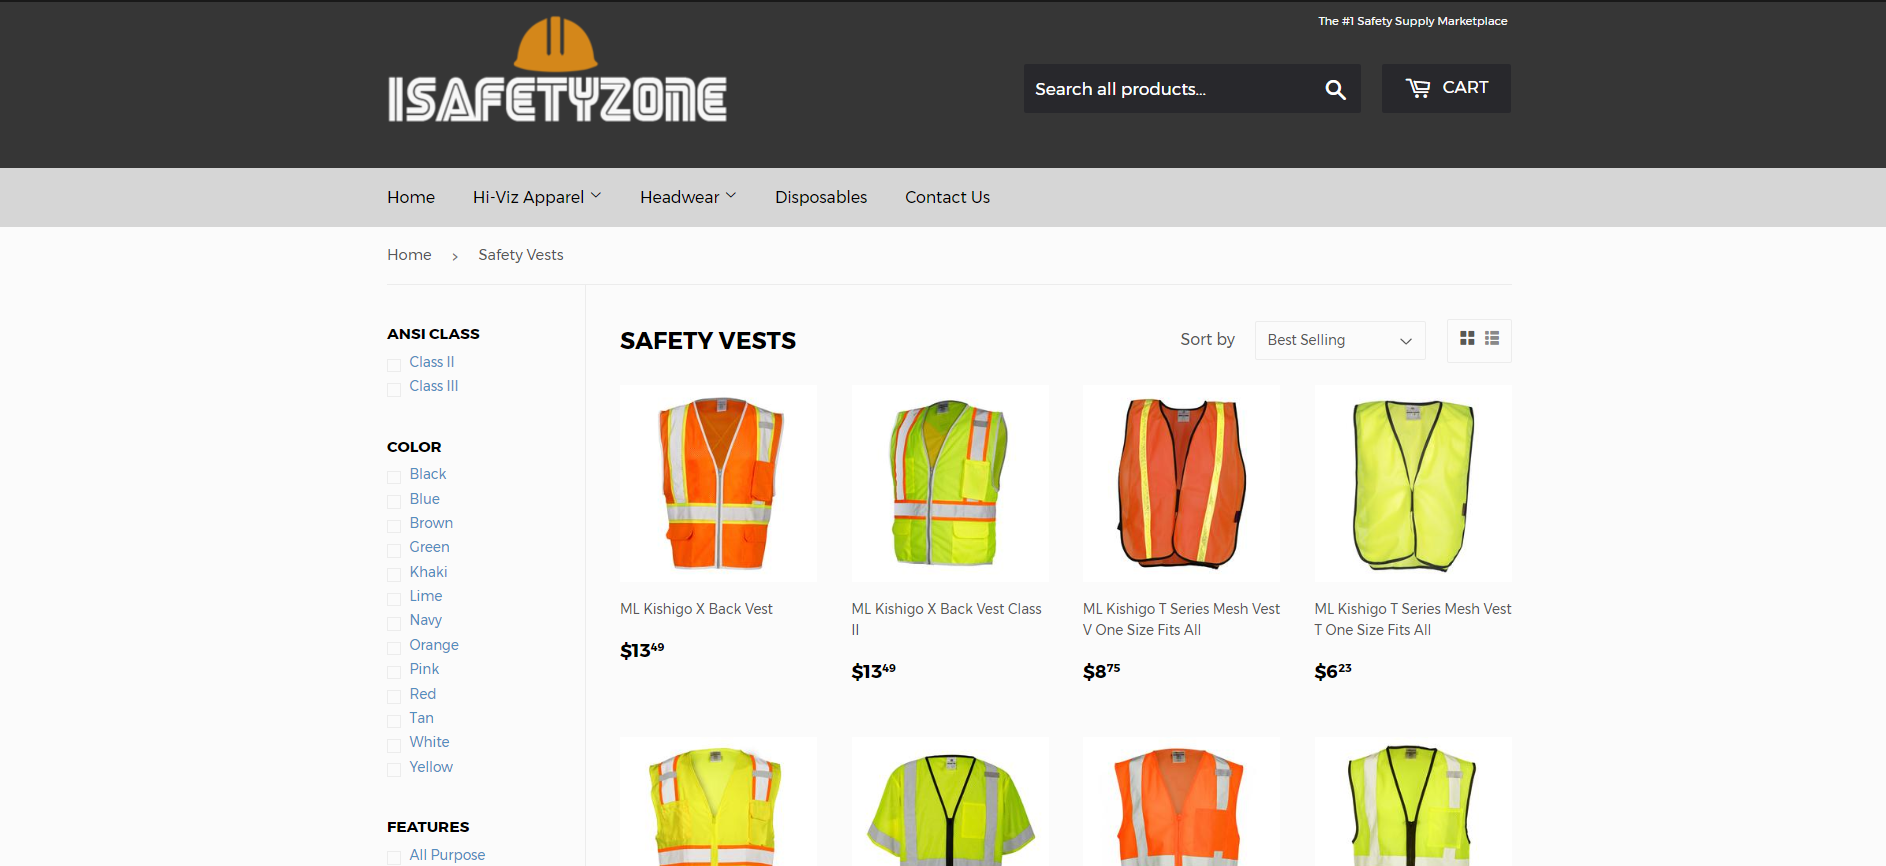 The #1 Safety Supply Marketplace
ISAFETYZONE
Search all products...
CART
Home
Hi-Viz Apparel
Headwear
Disposables
Contact Us
Home › Safety Vests
ANSI CLASS
Class II
Class III
COLOR
Black
Blue
Brown
Green
Khaki
Lime
Navy
Orange
Pink
Red
Tan
White
Yellow
FEATURES
All Purpose
SAFETY VESTS
Sort by
Best Selling
ML Kishigo X Back Vest
$13 49
ML Kishigo X Back Vest Class
II
$13 49
ML Kishigo T Series Mesh Vest
V One Size Fits All
$8 75
ML Kishigo T Series Mesh Vest
T One Size Fits All
$6 23